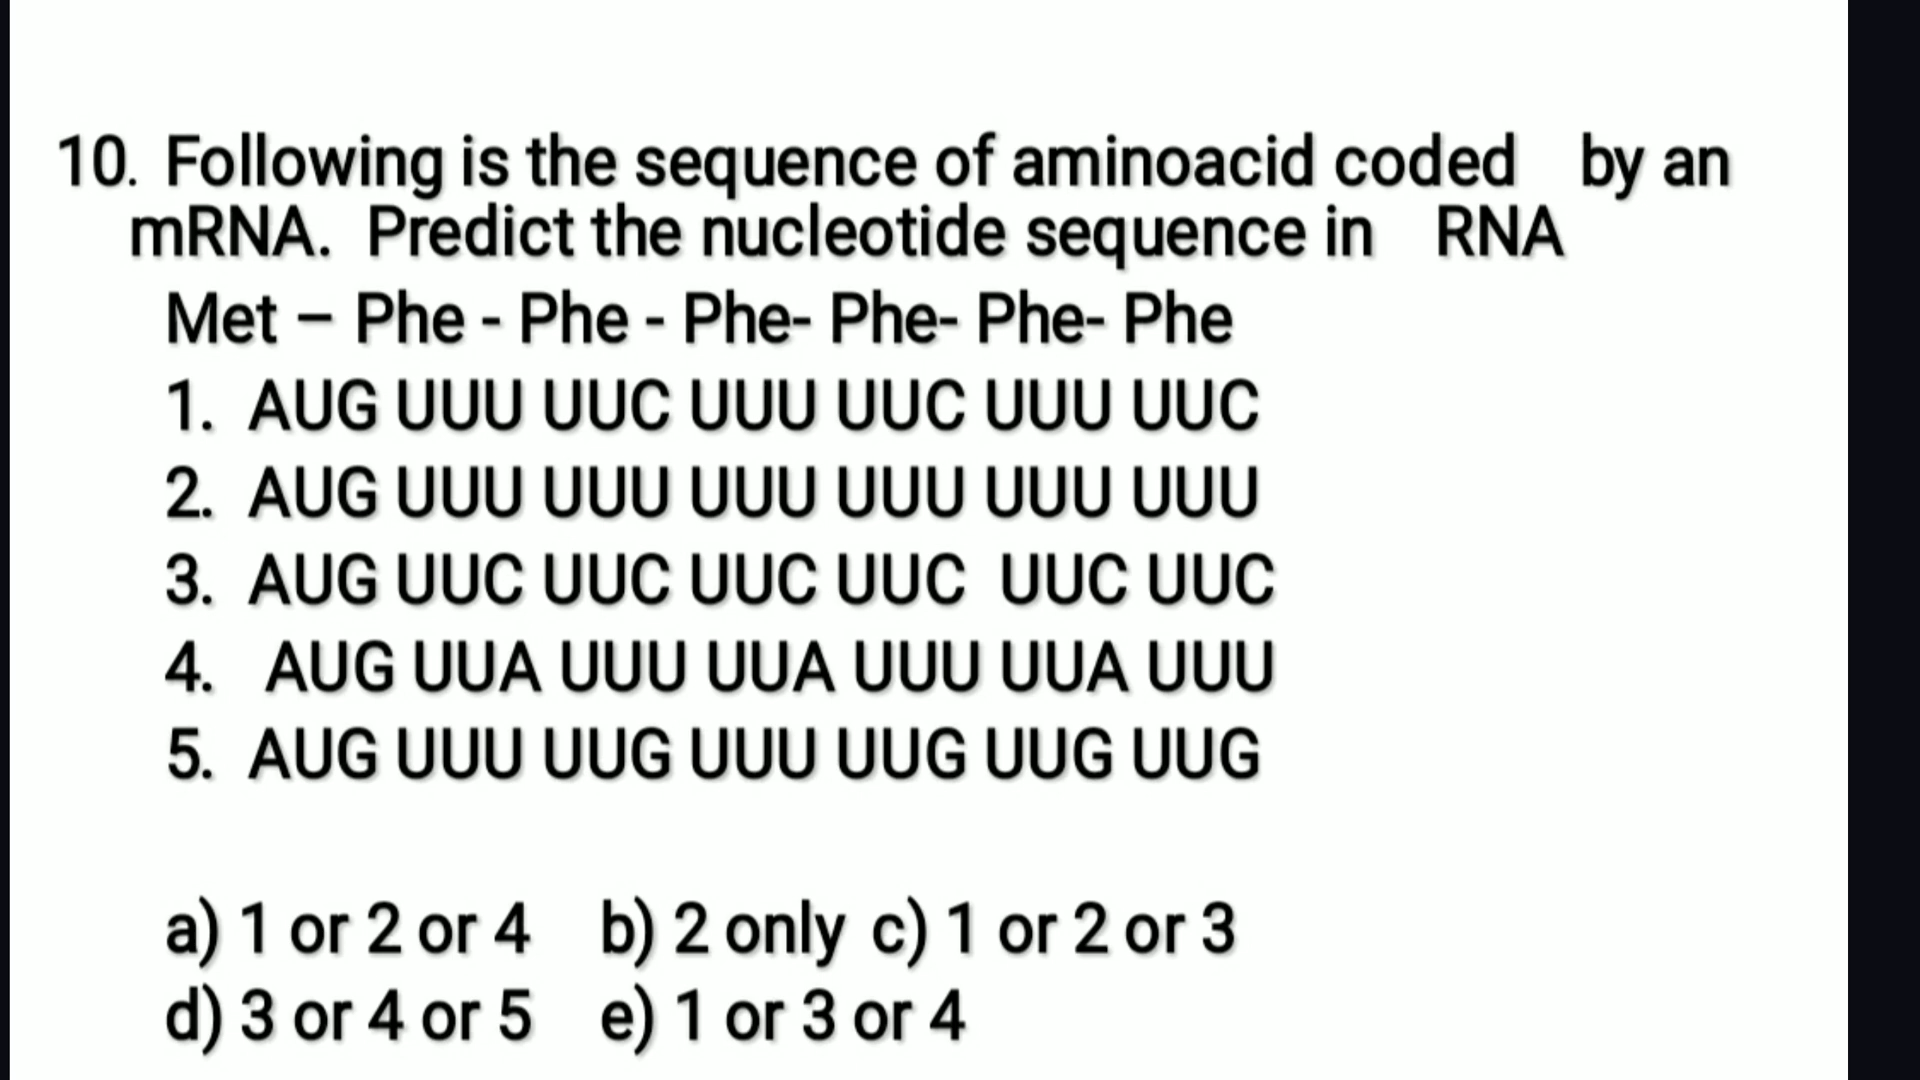 10. Following is the sequence of aminoacid coded by an
mRNA. Predict the nucleotide sequence in RNA
Met – Phe - Phe - Phe- Phe- Phe- Phe
1. AUG UUU UUC UUU UUC UUU UUC
2. AUG UUU UUU UUU UUU UUU UUU
3. AUG UUC UUC UUC UUC UUC UUC
4. AUG UUA UUU UUA UUU UUA UUU
5. AUG UUU UUG UUU UUG UUG UUG
a) 1 or 2 or 4 b) 2 only c) 1 or 2 or 3
d) 3 or 4 or 5 e) 1 or 3 or 4